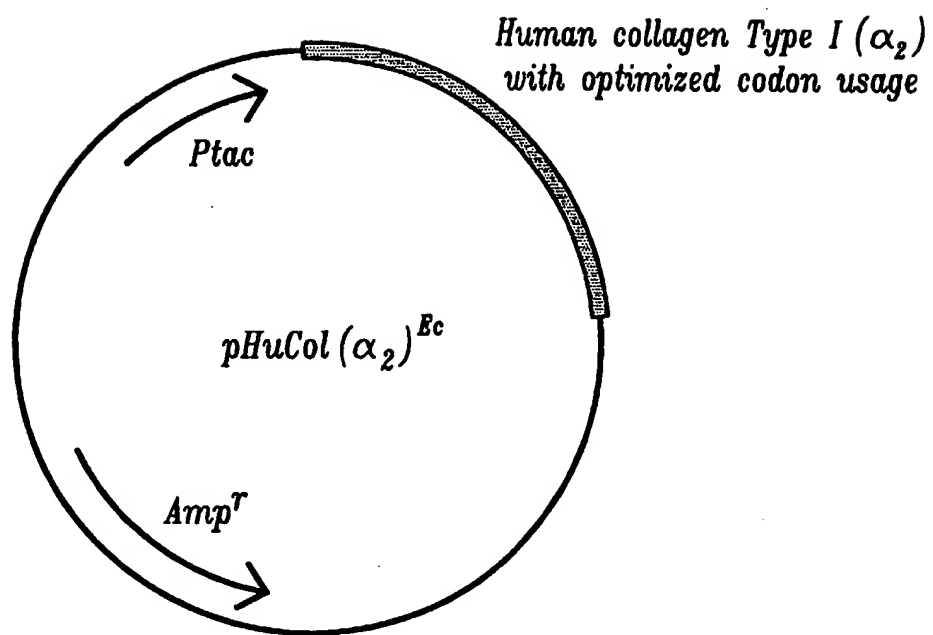 Human collagen Type I (α₂)
with optimized codon usage
Ptac
pHuCol(α₂)ᴱᶜ
Ampʳ